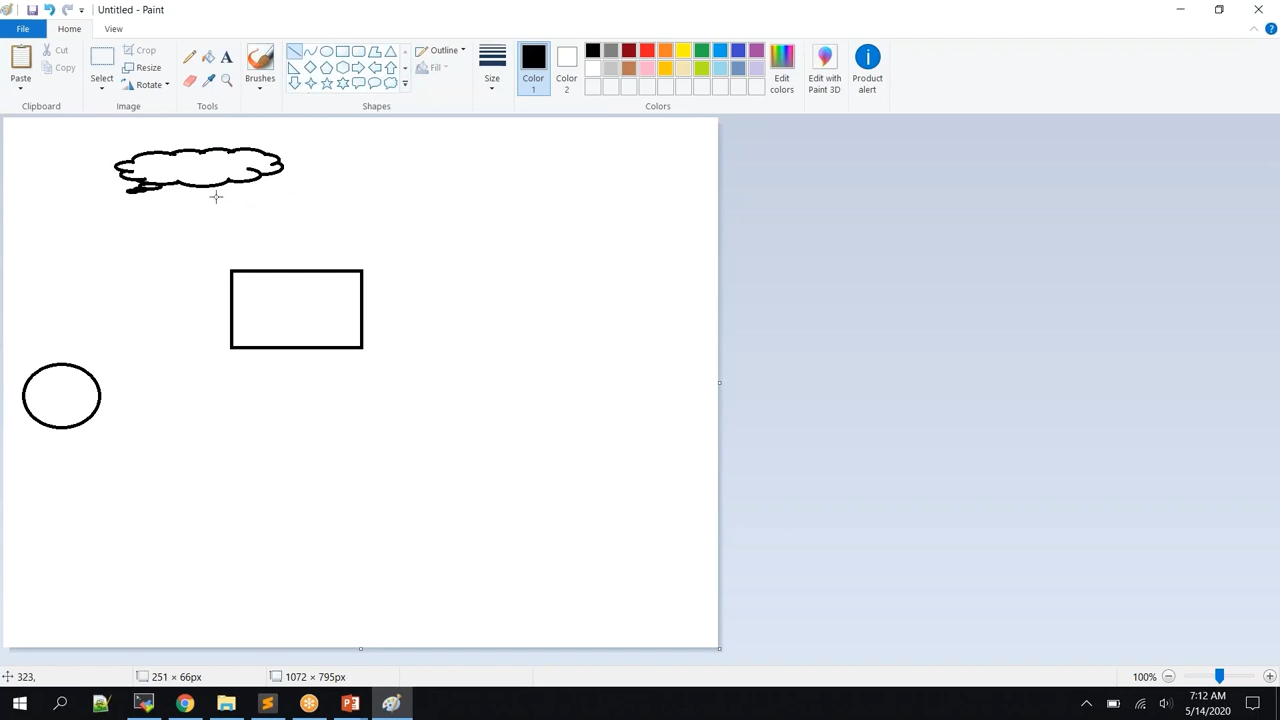 Untitled - Paint
File Home View
Paste
Cut
Copy
Clipboard
Select
Crop
Resize
Rotate
Image
Tools
Brushes
Shapes
Outline
Fill
Size
Color 1
Color 2
Colors
Edit colors
Edit with Paint 3D
Product alert
323,
251 × 66px
1072 × 795px
100%
7:12 AM
5/14/2020